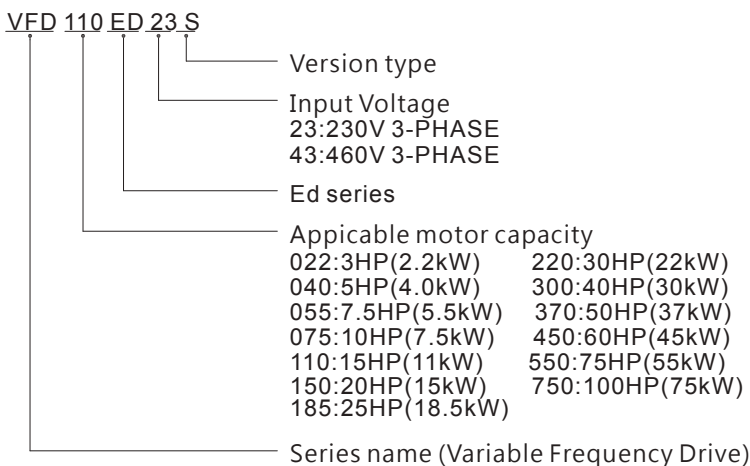 VFD 110 ED 23 S
Version type
Input Voltage
23:230V 3-PHASE
43:460V 3-PHASE
Ed series
Appicable motor capacity
022:3HP(2.2kW) 220:30HP(22kW)
040:5HP(4.0kW) 300:40HP(30kW)
055:7.5HP(5.5kW) 370:50HP(37kW)
075:10HP(7.5kW) 450:60HP(45kW)
110:15HP(11kW) 550:75HP(55kW)
150:20HP(15kW) 750:100HP(75kW)
185:25HP(18.5kW)
Series name (Variable Frequency Drive)